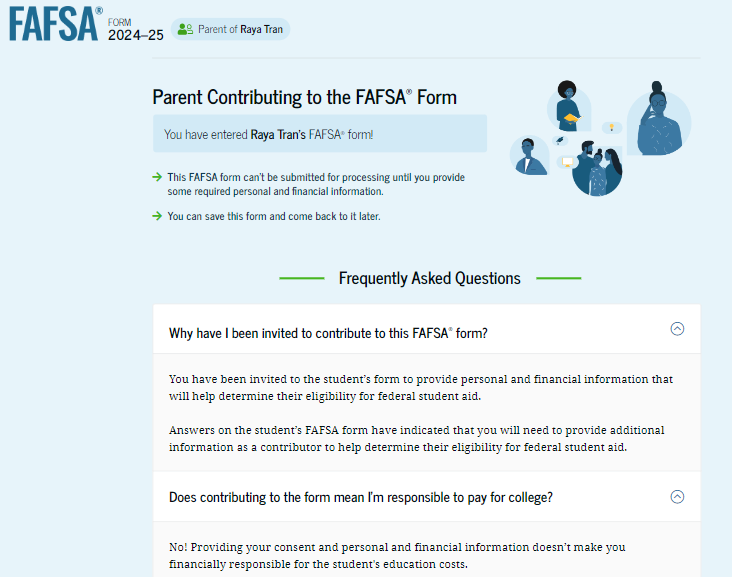 FAFSA®
FORM
2024–25
Parent of Raya Tran
Parent Contributing to the FAFSA® Form
You have entered Raya Tran's FAFSA® form!
This FAFSA form can't be submitted for processing until you provide
some required personal and financial information.
You can save this form and come back to it later.
Frequently Asked Questions
Why have I been invited to contribute to this FAFSA® form?
You have been invited to the student's form to provide personal and financial information that
will help determine their eligibility for federal student aid.
Answers on the student's FAFSA form have indicated that you will need to provide additional
information as a contributor to help determine their eligibility for federal student aid.
Does contributing to the form mean I'm responsible to pay for college?
No! Providing your consent and personal and financial information doesn't make you
financially responsible for the student's education costs.